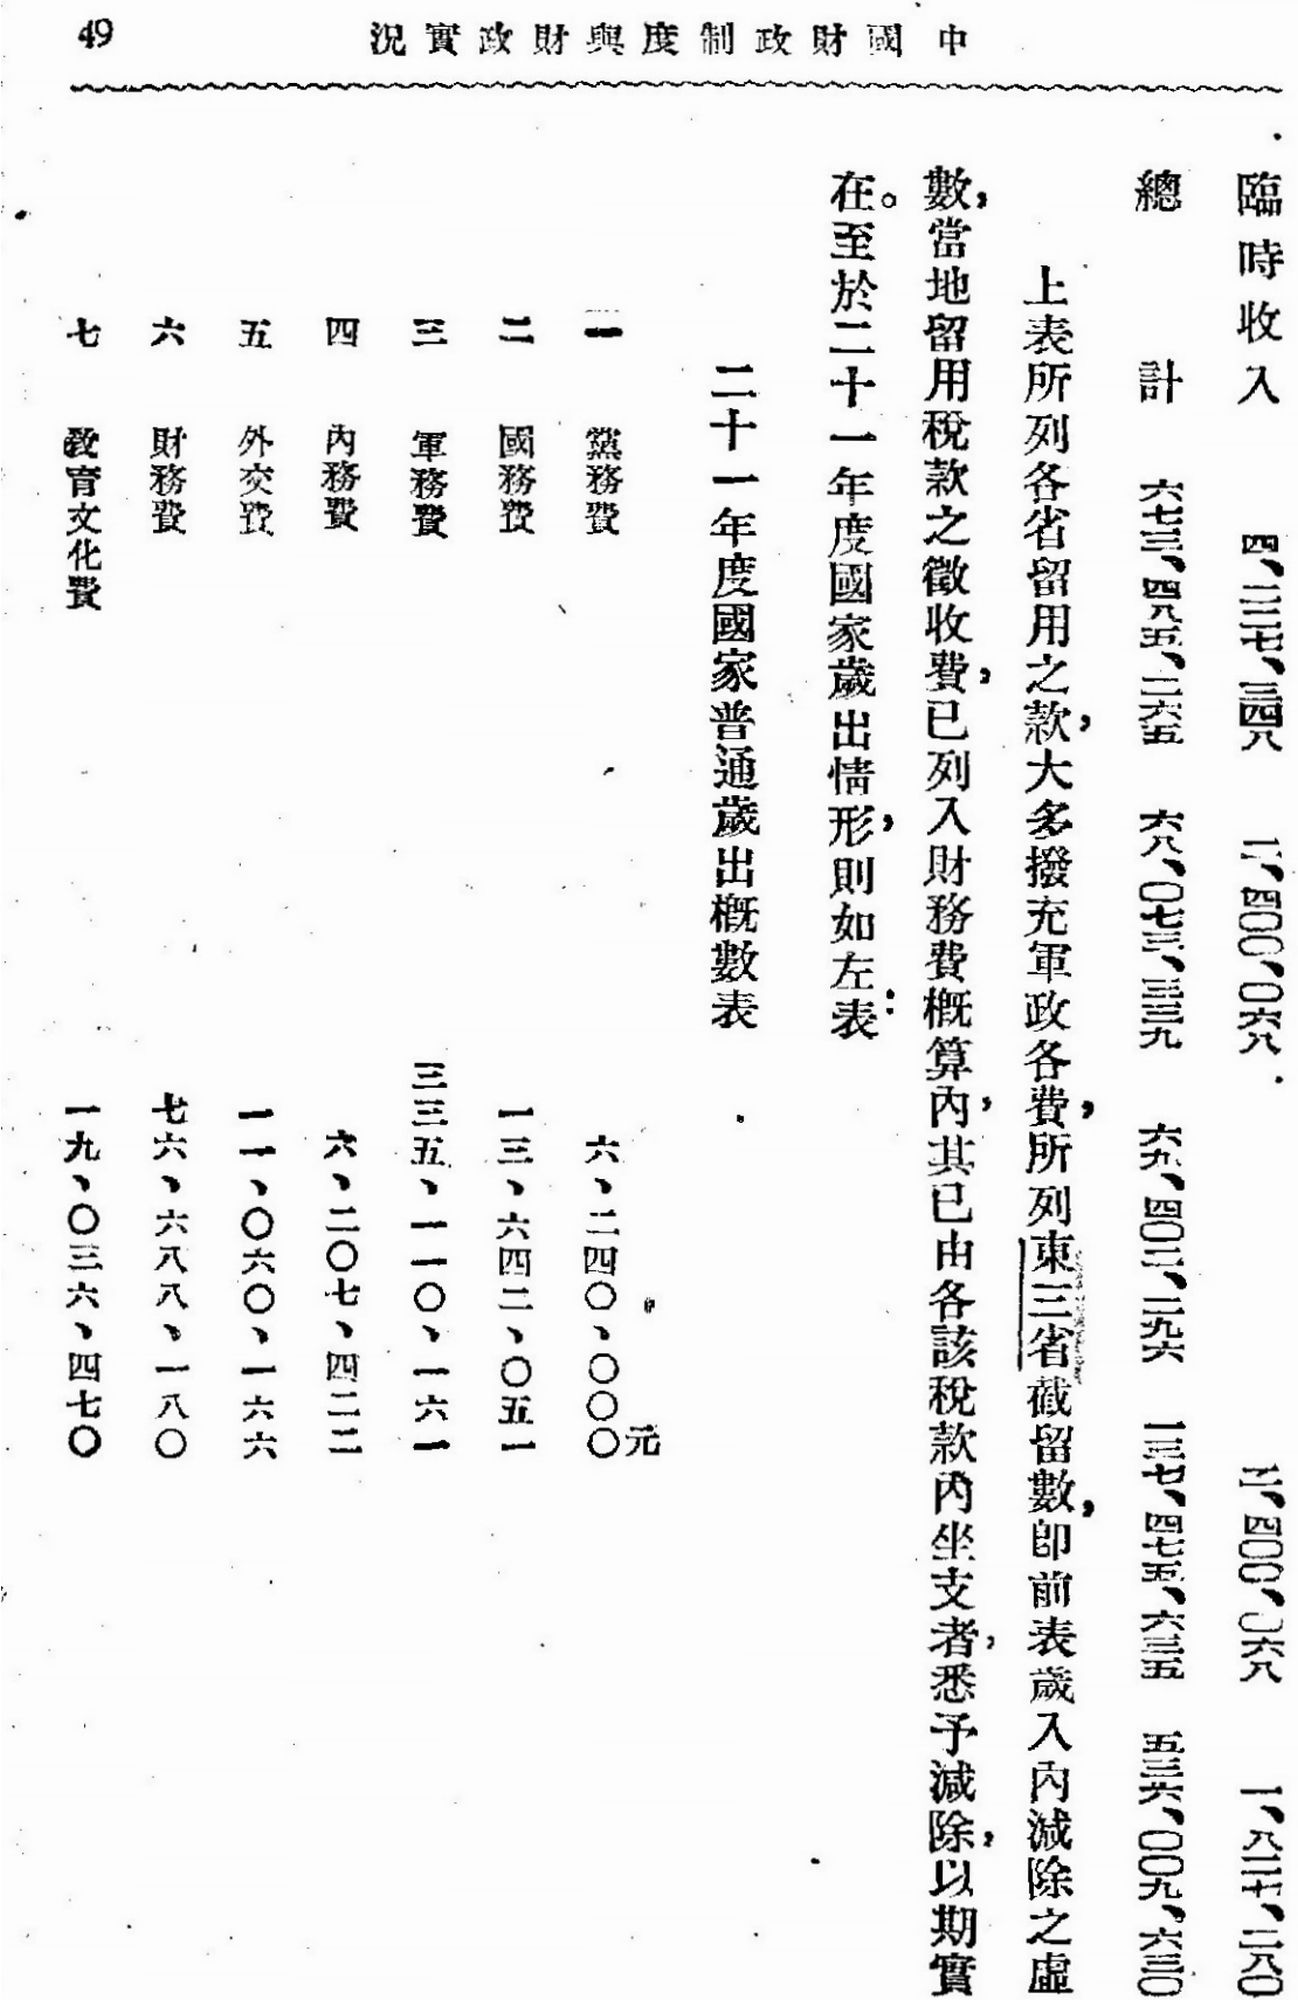 中國財政制度與財政實況 49
臨時收入 四、二二七、三四八 二、四〇〇、〇六八 二、四〇〇、〇六八 一、八二七、二八〇
總計 六七三、四八五、二六五 六八、〇七三、三三九 六九、四〇二、二九六 一三七、四七五、六三五 五三六、〇〇九、六三〇
上表所列各省留用之款，大多撥充軍政各費，所列東三省截留數，即前表歲入內減除之虛
數，當地留用稅款之徵收費，已列入財務費概算內，其已由各該稅款內坐支者，悉予減除，以期實
在。至於二十一年度國家歲出情形，則如左表：
二十一年度國家普通歲出概數表
一 黨務費 六、二四〇、〇〇〇元
二 國務費 一三、六四二、〇五一
三 軍務費 三三五、一一〇、一六一
四 內務費 六、二〇七、四二二
五 外交費 一一、〇六〇、一六六
六 財務費 七六、六八八、一八〇
七 教育文化費 一九、〇三六、四七〇